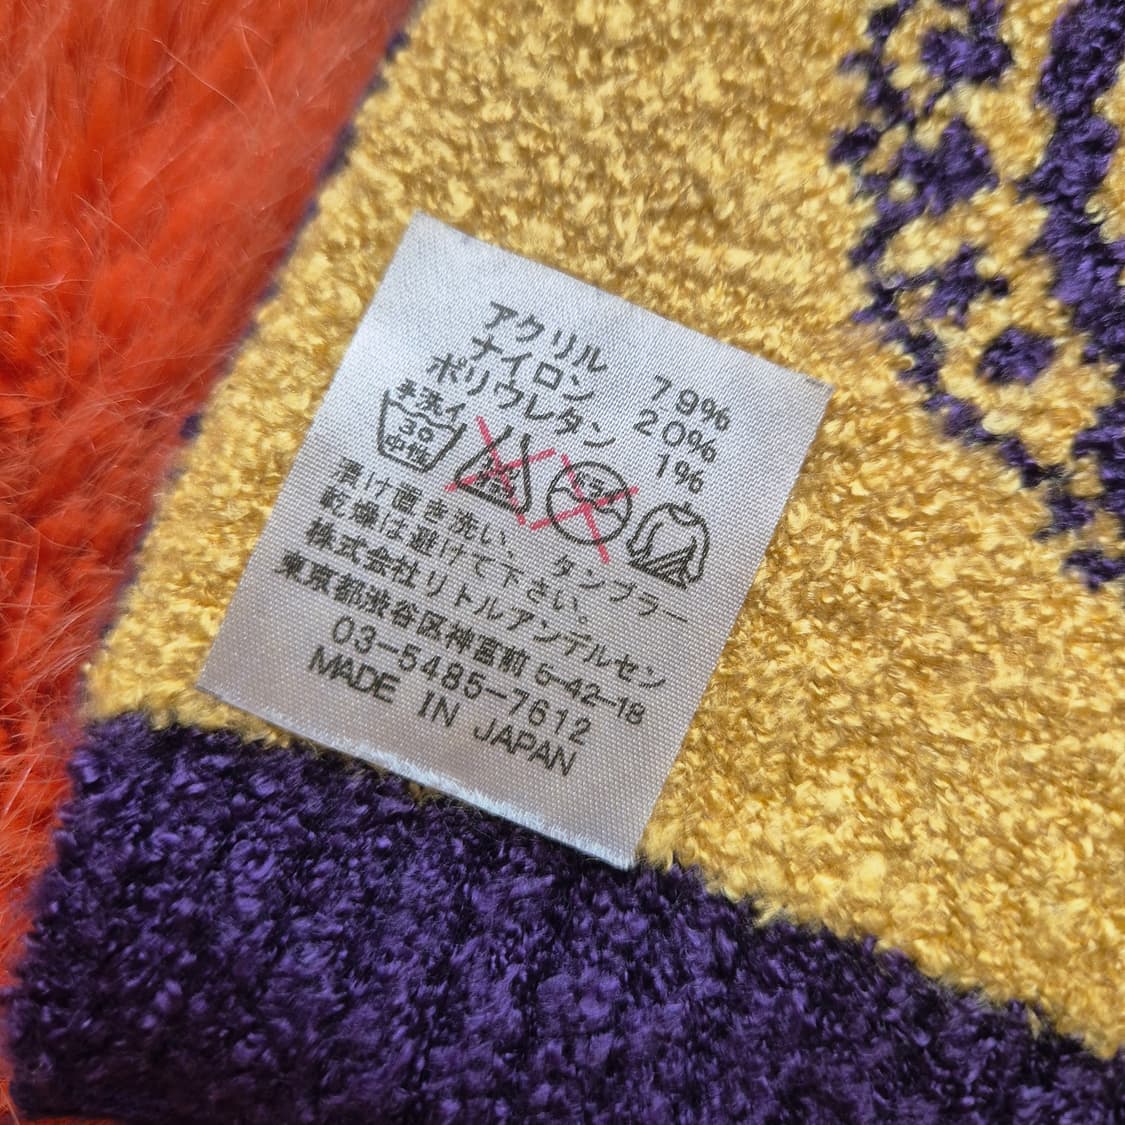 アクリル 79%
ナイロン 20%
ポリウレタン 1%
手洗イ
30
中性
漬け置き洗い、タンブラー
乾燥は避けて下さい。
株式会社リトルアンデルセン
東京都渋谷区神宮前5-42-18
03-5485-7612
MADE IN JAPAN